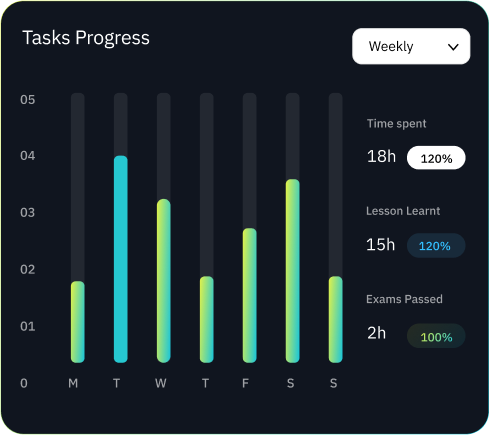 Tasks Progress
Weekly
05
04
03
02
01
0
M T W T F S S
Time spent
18h 120%
Lesson Learnt
15h 120%
Exams Passed
2h 100%